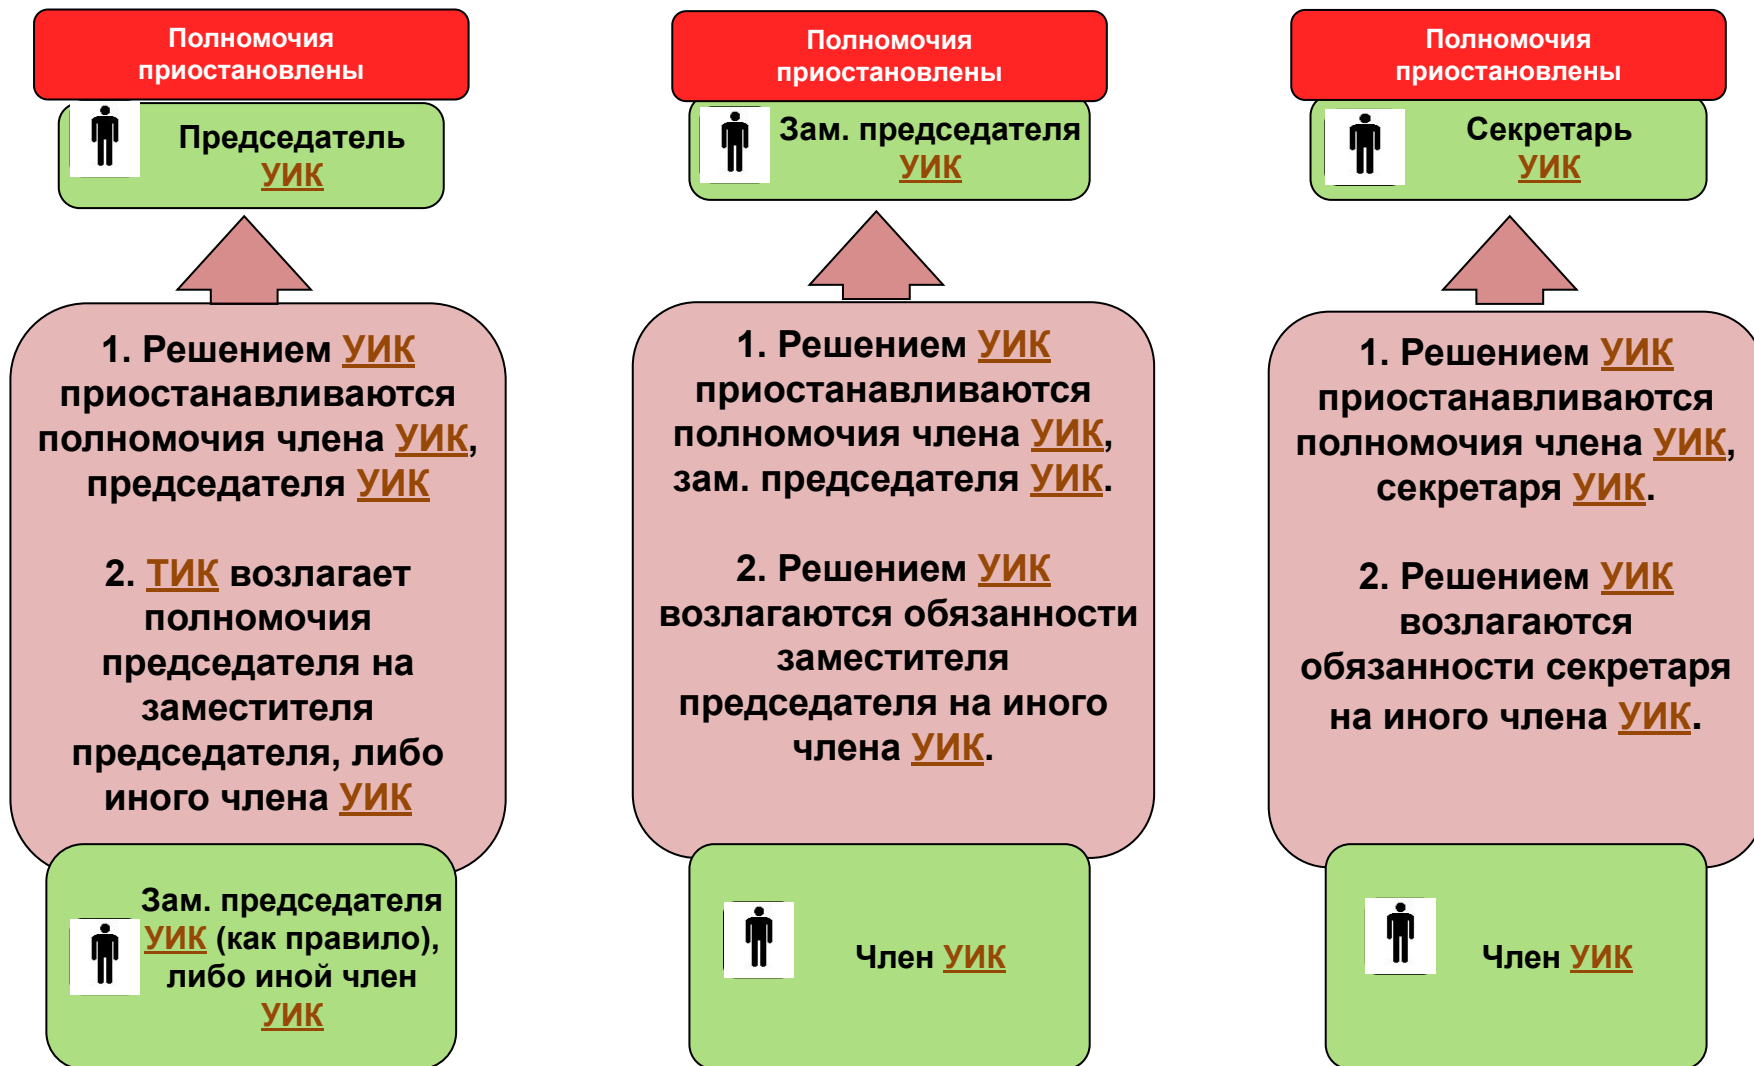 Полномочия
приостановлены
Председатель
УИК
1. Решением УИК
приостанавливаются
полномочия члена УИК,
председателя УИК
2. ТИК возлагает
полномочия
председателя на
заместителя
председателя, либо
иного члена УИК
Зам. председателя
УИК (как правило),
либо иной член
УИК
Полномочия
приостановлены
Зам. председателя
УИК
1. Решением УИК
приостанавливаются
полномочия члена УИК,
зам. председателя УИК.
2. Решением УИК
возлагаются обязанности
заместителя
председателя на иного
члена УИК.
Член УИК
Полномочия
приостановлены
Секретарь
УИК
1. Решением УИК
приостанавливаются
полномочия члена УИК,
секретаря УИК.
2. Решением УИК
возлагаются
обязанности секретаря
на иного члена УИК.
Член УИК